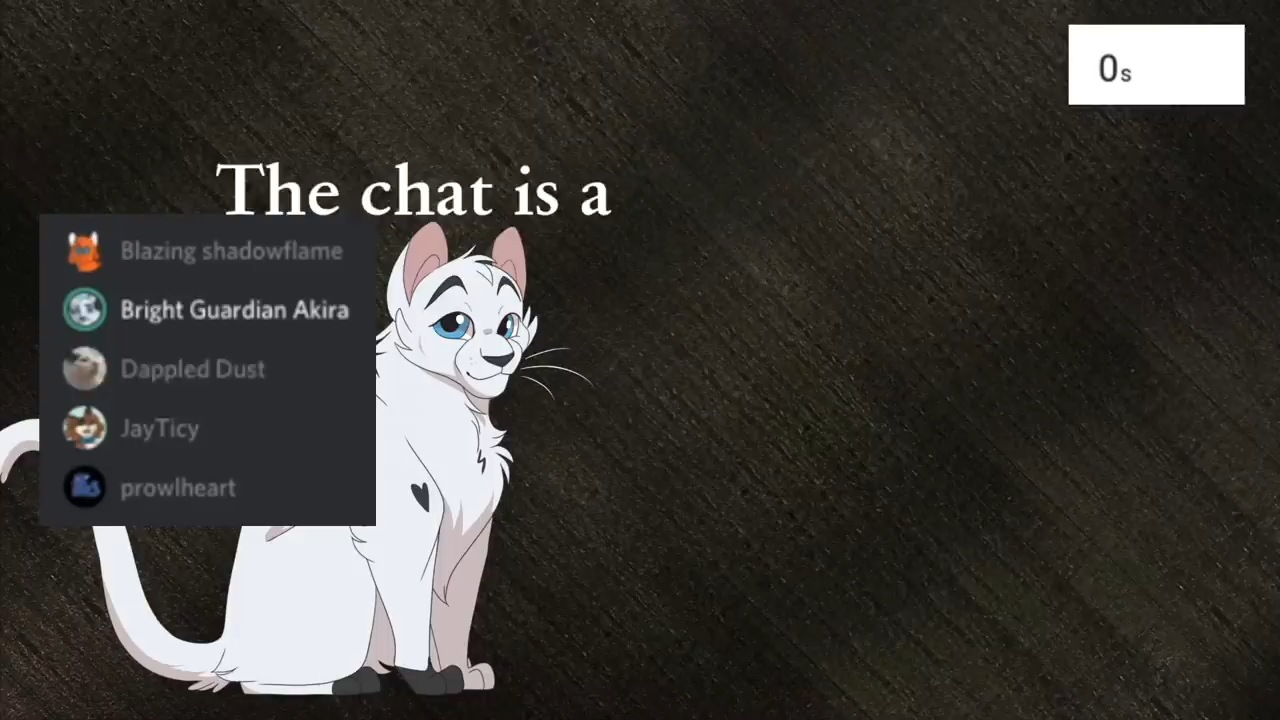 0s
The chat is a
Blazing shadowflame
Bright Guardian Akira
Dappled Dust
JayTicy
prowlheart